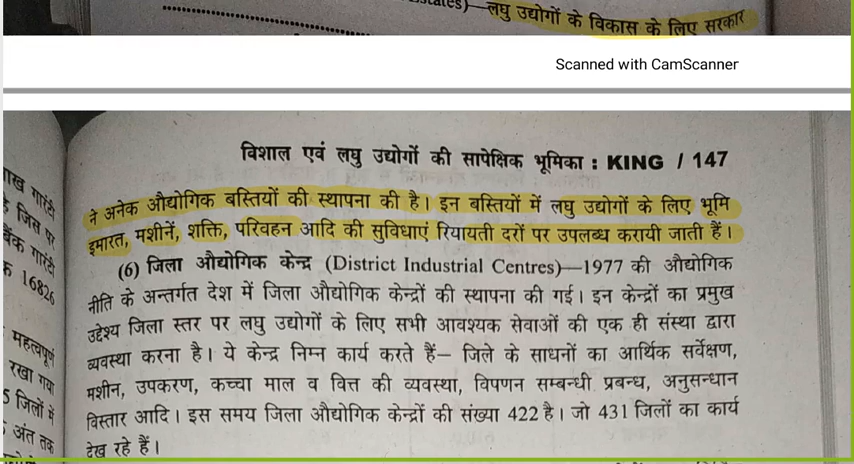 लघु उद्योगों के विकास के लिए सरकार
Scanned with CamScanner
विशाल एवं लघु उद्योगों की सापेक्षिक भूमिका : KING / 147
ने अनेक औद्योगिक बस्तियों की स्थापना की है। इन बस्तियों में लघु उद्योगों के लिए भूमि
इमारत, मशीनें, शक्ति, परिवहन आदि की सुविधाएं रियायती दरों पर उपलब्ध करायी जाती हैं।
(6) जिला औद्योगिक केन्द्र (District Industrial Centres)—1977 की औद्योगिक
नीति के अन्तर्गत देश में जिला औद्योगिक केन्द्रों की स्थापना की गई। इन केन्द्रों का प्रमुख
उद्देश्य जिला स्तर पर लघु उद्योगों के लिए सभी आवश्यक सेवाओं की एक ही संस्था द्वारा
व्यवस्था करना है। ये केन्द्र निम्न कार्य करते हैं– जिले के साधनों का आर्थिक सर्वेक्षण,
मशीन, उपकरण, कच्चा माल व वित्त की व्यवस्था, विपणन सम्बन्धी प्रबन्ध, अनुसन्धान
विस्तार आदि। इस समय जिला औद्योगिक केन्द्रों की संख्या 422 है। जो 431 जिलों का कार्य
देख रहे हैं।
गारंटी
जिस पर
बैंक गारंटी
16826
महत्वपूर्ण
रखा गया
5 जिलों में
अंत तक